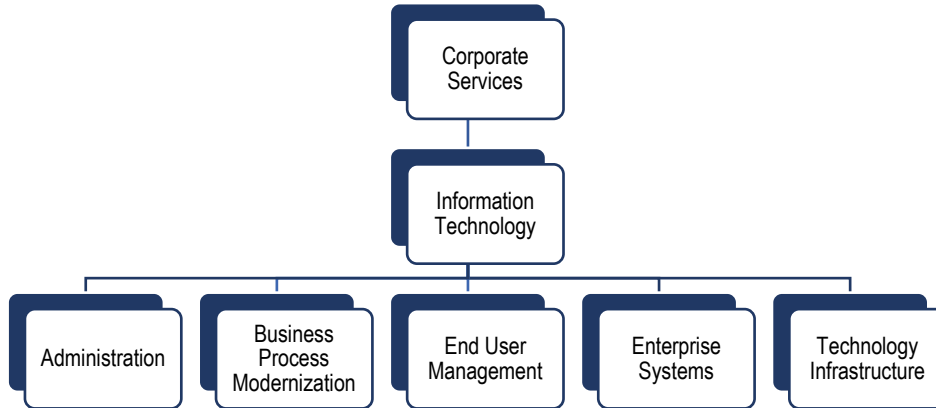 Corporate
Services
Information
Technology
Administration
Business
Process
Modernization
End User
Management
Enterprise
Systems
Technology
Infrastructure